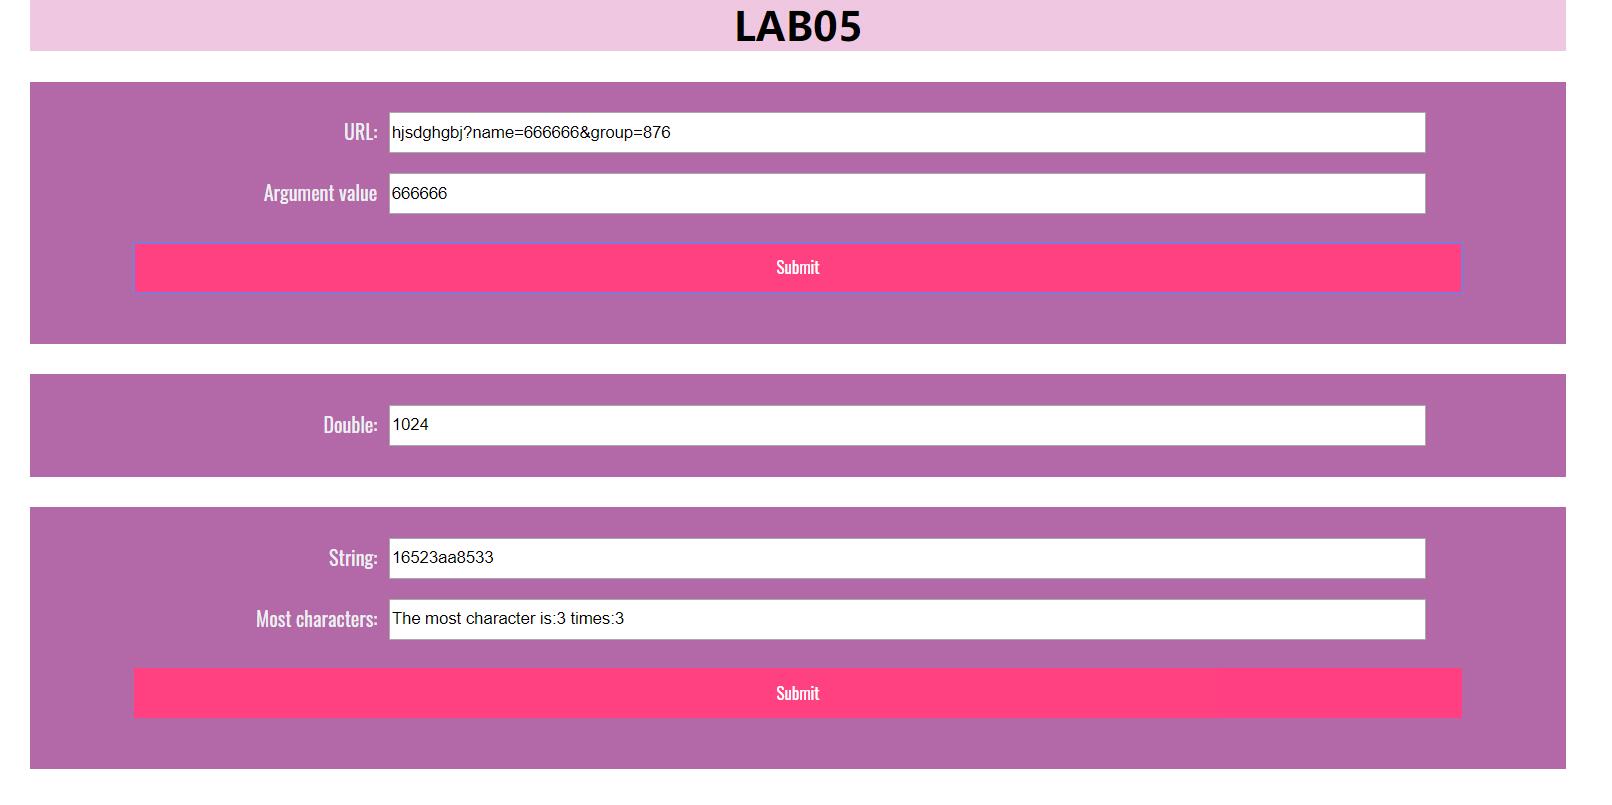 LAB05
URL: hjsdghgbj?name=666666&group=876
Argument value 666666
Submit
Double: 1024
String: 16523aa8533
Most characters: The most character is:3 times:3
Submit